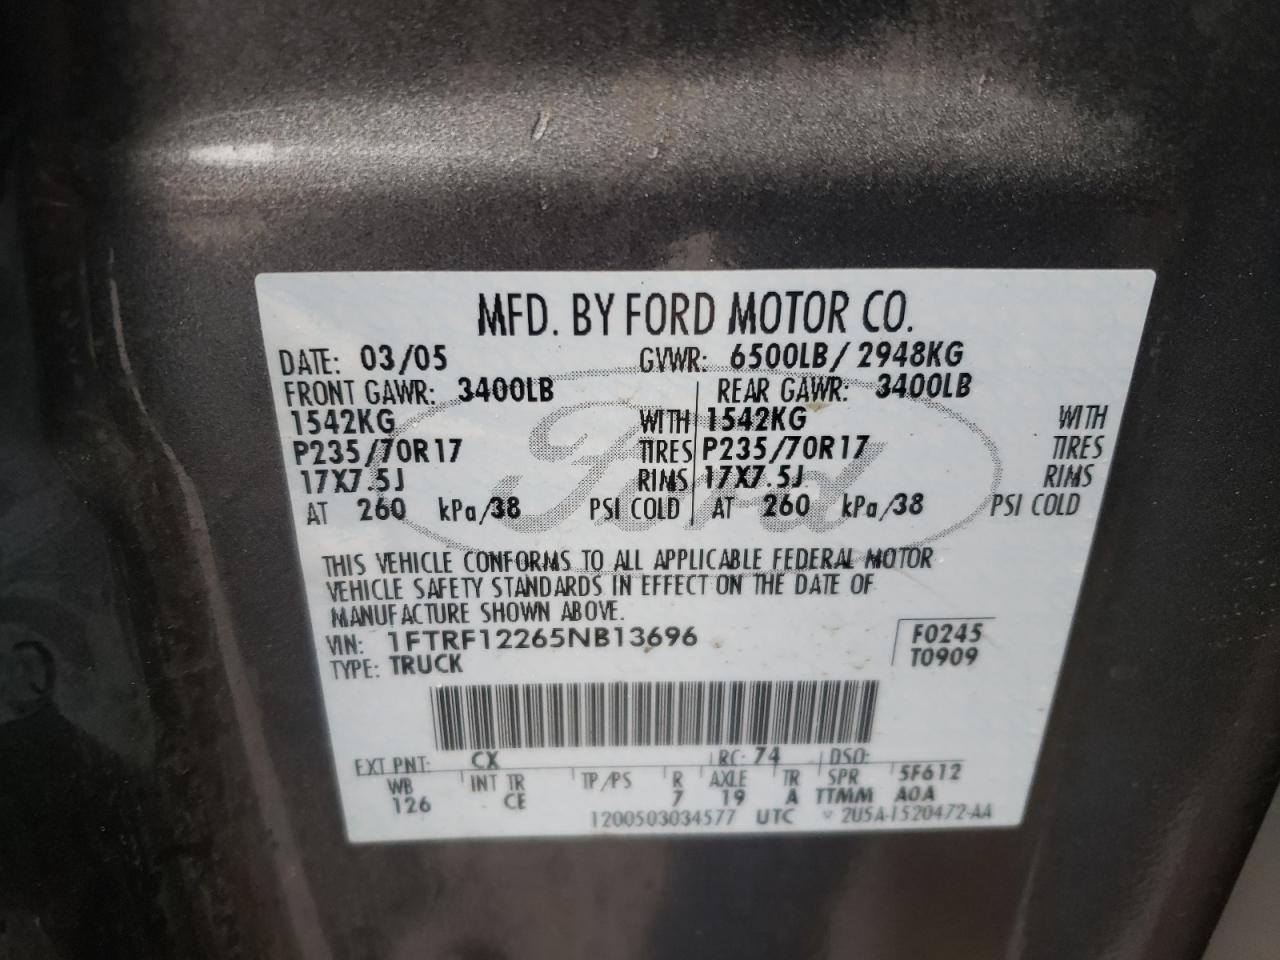 MFD. BY FORD MOTOR CO.
DATE: 03/05 GVWR: 6500LB/2948KG
FRONT GAWR: 3400LB REAR GAWR: 3400LB
1542KG WITH 1542KG WITH
P235/70R17 TIRES P235/70R17 TIRES
17X7.5J RIMS 17X7.5J RIMS
AT 260 kPa/38 PSI COLD AT 260 kPa/38 PSI COLD
Ford
THIS VEHICLE CONFORMS TO ALL APPLICABLE FEDERAL MOTOR
VEHICLE SAFETY STANDARDS IN EFFECT ON THE DATE OF
MANUFACTURE SHOWN ABOVE.
VIN: 1FTRF12265NB13696 F0245
TYPE: TRUCK T0909
EXT PNT: CX RC: 74 DSO:
WB INT TR TP/PS R AXLE TR SPR 5F612
126 CE 7 19 A TTMM A0A
1200503034577 UTC 2U5A-1520472-AA